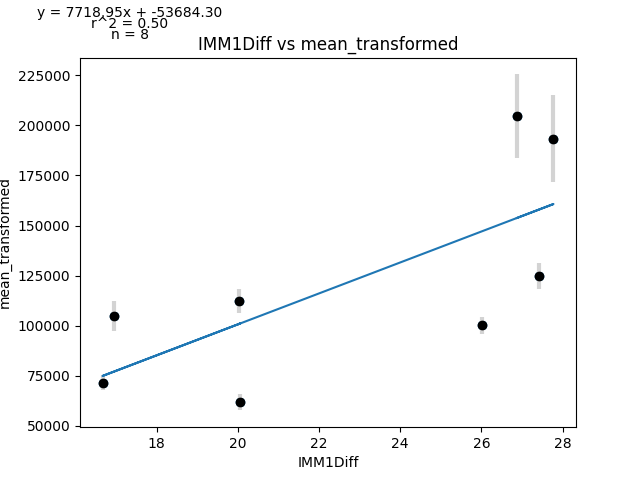 y = 7718.95x + -53684.30
r^2 = 0.50
n = 8
IMM1Diff vs mean_transformed
225000
200000
175000
150000
125000
100000
75000
50000
mean_transformed
18 20 22 24 26 28
IMM1Diff